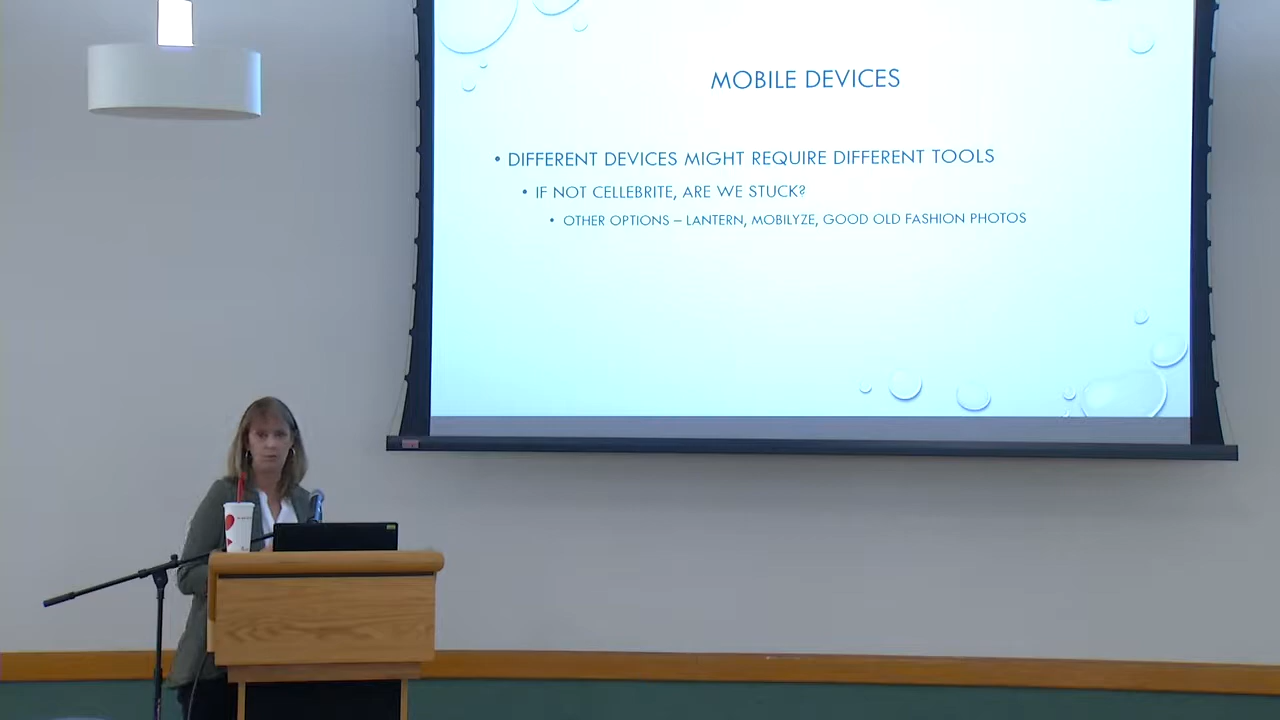 MOBILE DEVICES
• DIFFERENT DEVICES MIGHT REQUIRE DIFFERENT TOOLS
• IF NOT CELLEBRITE, ARE WE STUCK?
• OTHER OPTIONS – LANTERN, MOBILYZE, GOOD OLD FASHION PHOTOS